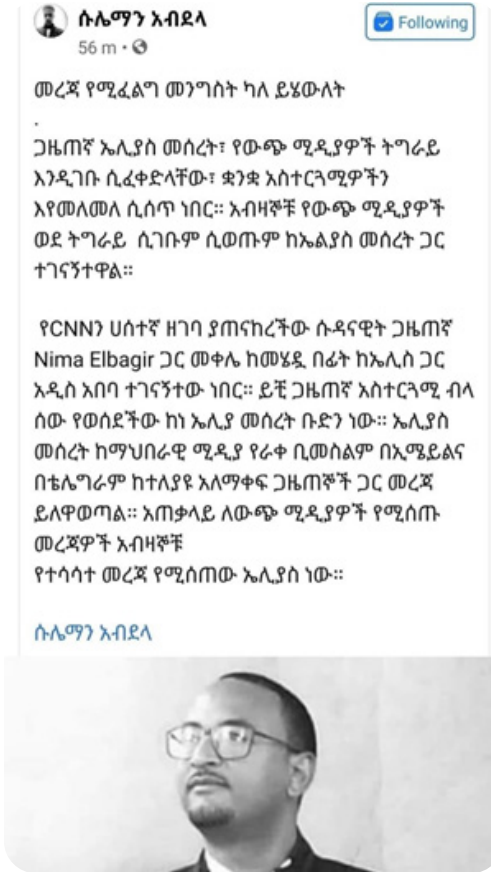 ሱሌማን አብደላ
Following
56 m ·
መረጃ የሚፈልግ መንግስት ካለ ይሄውለት
.
ጋዜጠኛ ኤሊያስ መሰረት፣ የውጭ ሚዲያዎች ትግራይ
እንዲገቡ ሲፈቀድላቸው፣ ቋንቋ አስተርጓሚዎችን
እየመለመለ ሲሰጥ ነበር። አብዛኞቹ የውጭ ሚዲያዎች
ወደ ትግራይ ሲገቡም ሲወጡም ከኤልያስ መሰረት ጋር
ተገናኝተዋል።
የCNNን ሀሰተኛ ዘገባ ያጠናከረችው ሱዳናዊት ጋዜጠኛ
Nima Elbagir ጋር መቀሌ ከመሄዷ በፊት ከኤሊስ ጋር
አዲስ አበባ ተገናኝተው ነበር። ይቺ ጋዜጠኛ አስተርጓሚ ብላ
ሰው የወሰደችው ከነ ኤሊያ መሰረት ቡድን ነው። ኤሊያስ
መሰረት ከማህበራዊ ሚዲያ የራቀ ቢመስልም በኢሜይልና
በቴሌግራም ከተለያዩ አለማቀፍ ጋዜጠኞች ጋር መረጃ
ይለዋወጣል። አጠቃላይ ለውጭ ሚዲያዎች የሚሰጡ
መረጃዎች አብዛኞቹ
የተሳሳተ መረጃ የሚሰጠው ኤሊያስ ነው።
ሱሌማን አብደላ